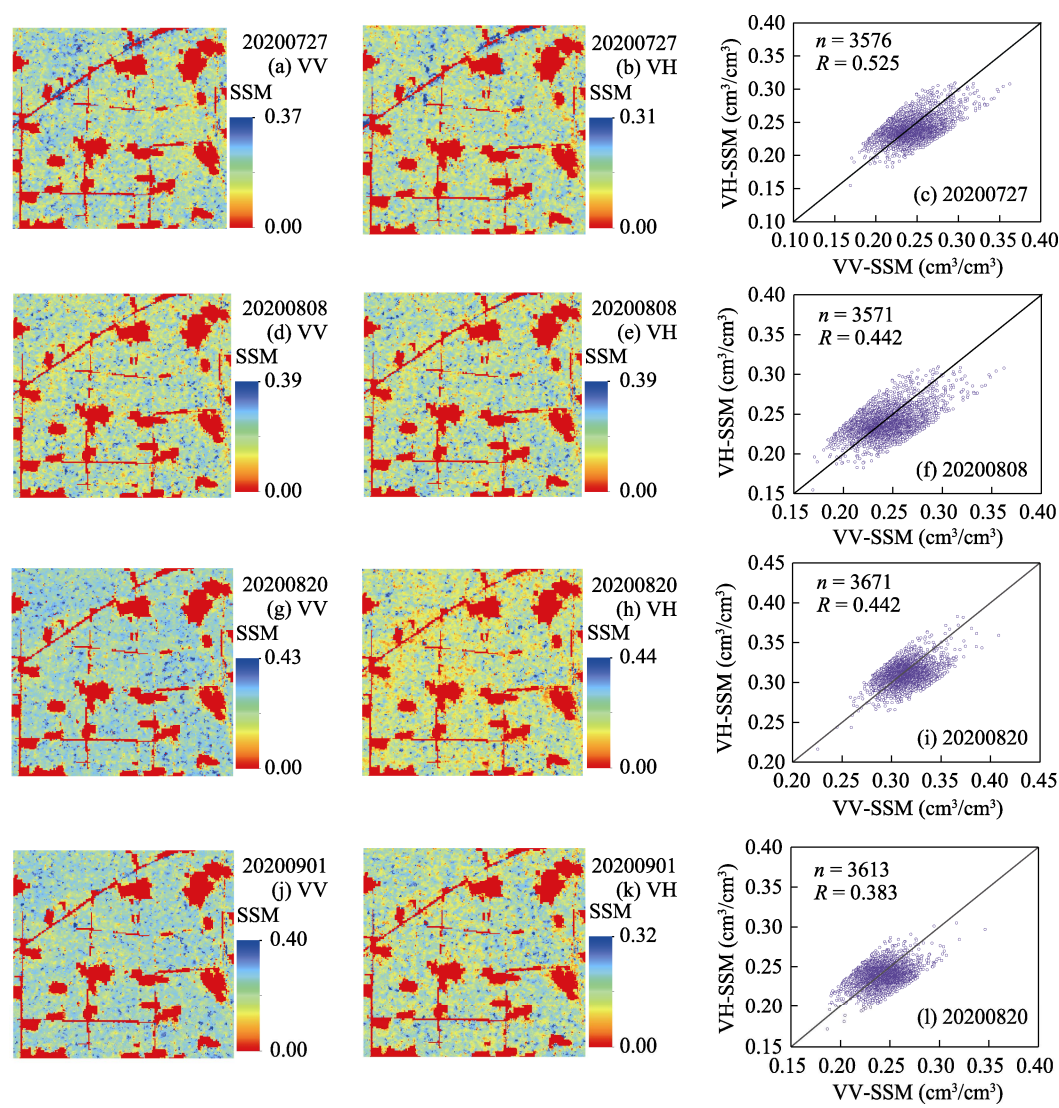 20200727
(a) VV
SSM
0.37
0.00
20200727
(b) VH
SSM
0.31
0.00
0.40
0.35
0.30
0.25
0.20
0.15
0.10
VH-SSM (cm³/cm³)
n = 3576
R = 0.525
(c) 20200727
0.10 0.15 0.20 0.25 0.30 0.35 0.40
VV-SSM (cm³/cm³)
20200808
(d) VV
SSM
0.39
0.00
20200808
(e) VH
SSM
0.39
0.00
0.40
0.35
0.30
0.25
0.20
0.15
VH-SSM (cm³/cm³)
n = 3571
R = 0.442
(f) 20200808
0.15 0.20 0.25 0.30 0.35 0.40
VV-SSM (cm³/cm³)
20200820
(g) VV
SSM
0.43
0.00
20200820
(h) VH
SSM
0.44
0.00
0.45
0.40
0.35
0.30
0.25
0.20
VH-SSM (cm³/cm³)
n = 3671
R = 0.442
(i) 20200820
0.20 0.25 0.30 0.35 0.40 0.45
VV-SSM (cm³/cm³)
20200901
(j) VV
SSM
0.40
0.00
20200901
(k) VH
SSM
0.32
0.00
0.40
0.35
0.30
0.25
0.20
0.15
VH-SSM (cm³/cm³)
n = 3613
R = 0.383
(l) 20200820
0.15 0.20 0.25 0.30 0.35 0.40
VV-SSM (cm³/cm³)